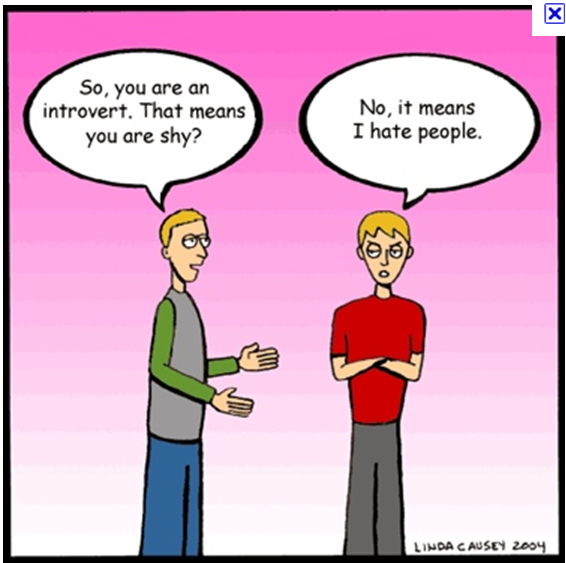 So, you are an
introvert. That means
you are shy?
No, it means
I hate people.
LINDA CAUSEY 2004